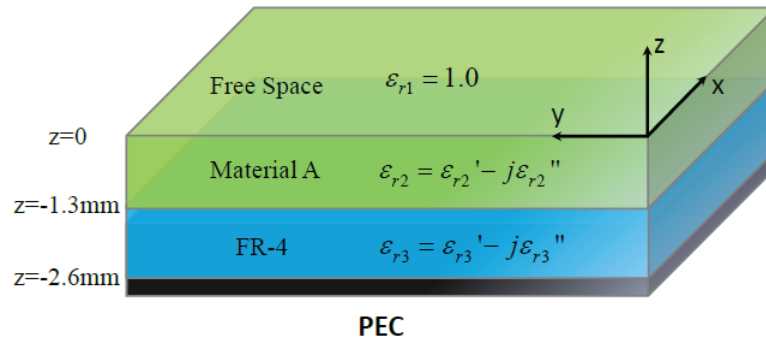 z
x
Free Space εr1 = 1.0
y
z=0
Material A εr2 = εr2' − jεr2"
z=-1.3mm
FR-4 εr3 = εr3' − jεr3"
z=-2.6mm
PEC